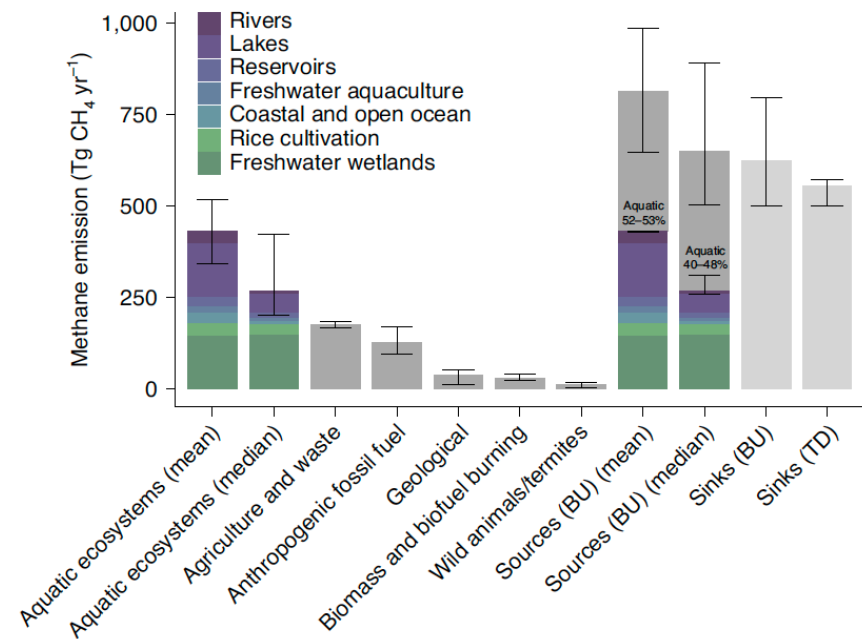 Methane emission (Tg CH₄ yr⁻¹)
1,000
750
500
250
0
Rivers
Lakes
Reservoirs
Freshwater aquaculture
Coastal and open ocean
Rice cultivation
Freshwater wetlands
Aquatic
52–53%
Aquatic
40–48%
Aquatic ecosystems (mean)
Aquatic ecosystems (median)
Agriculture and waste
Anthropogenic fossil fuel
Geological
Biomass and biofuel burning
Wild animals/termites
Sources (BU) (mean)
Sources (BU) (median)
Sinks (BU)
Sinks (TD)